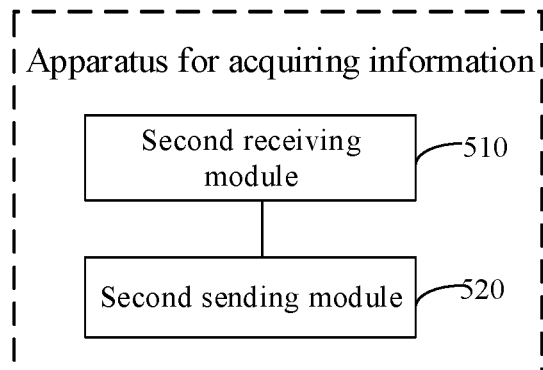 Apparatus for acquiring information
Second receiving
module
510
Second sending module
520